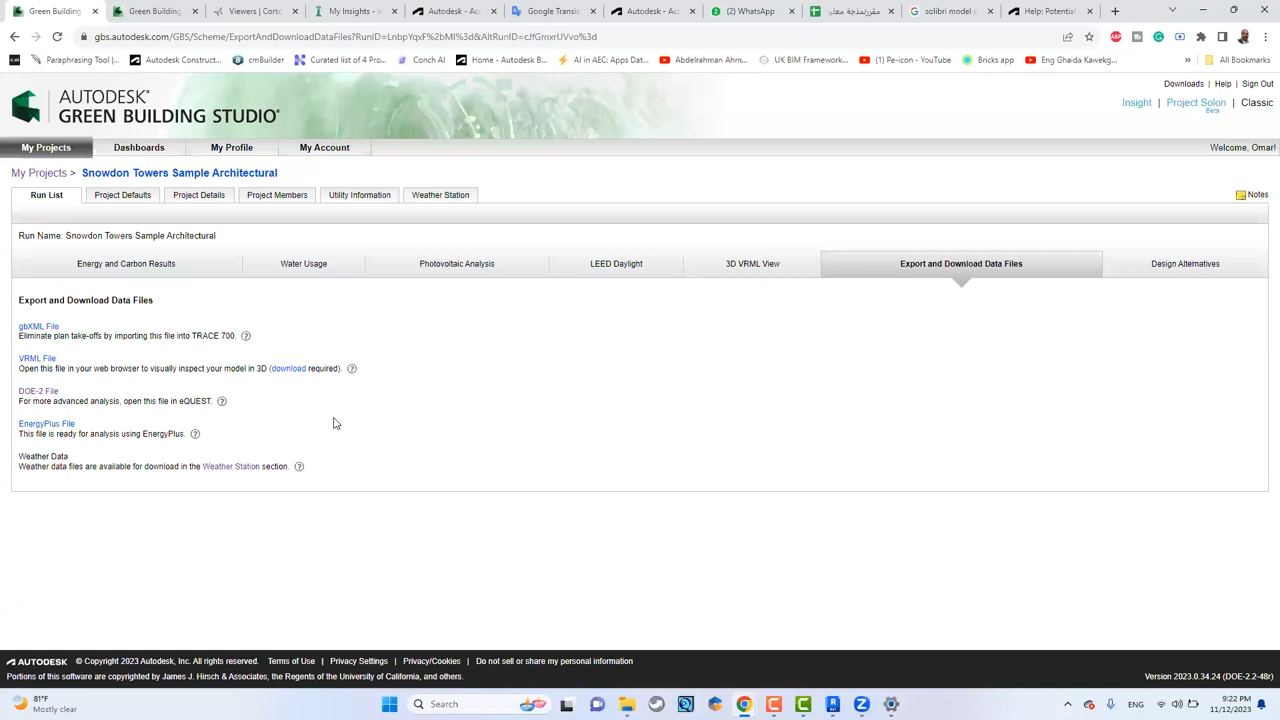 Green Building
Green Building
Viewers | Corto
My Insights - In
Autodesk - Acc
Google Transl
Autodesk - Acc
(2) WhatsApp
solibri model c
Help: Potential
gbs.autodesk.com/GBS/Scheme/ExportAndDownloadDataFiles?RunID=LnbpYqxF%2bMI%3d&AltRunID=cJfGmxrUVvo%3d
Paraphrasing Tool |
Autodesk Construct...
cmBuilder
Curated list of 4 Prop...
Conch AI
Home - Autodesk B...
AI in AEC: Apps Dat...
Abdelrahman Ahm...
UK BIM Framework...
(7) Pe-icon - YouTube
Bricks app
Eng Ghaida Kawekg...
»
All Bookmarks
AUTODESK®
GREEN BUILDING STUDIO®
Downloads | Help | Sign Out
Insight | Project Solon | Classic
Beta
My Projects
Dashboards
My Profile
My Account
Welcome, Omar!
My Projects > Snowdon Towers Sample Architectural
Run List
Project Defaults
Project Details
Project Members
Utility Information
Weather Station
Notes
Run Name: Snowdon Towers Sample Architectural
Energy and Carbon Results
Water Usage
Photovoltaic Analysis
LEED Daylight
3D VRML View
Export and Download Data Files
Design Alternatives
Export and Download Data Files
gbXML File
Eliminate plan take-offs by importing this file into TRACE 700. ?
VRML File
Open this file in your web browser to visually inspect your model in 3D (download required). ?
DOE-2 File
For more advanced analysis, open this file in eQUEST. ?
EnergyPlus File
This file is ready for analysis using EnergyPlus. ?
Weather Data
Weather data files are available for download in the Weather Station section. ?
AUTODESK © Copyright 2023 Autodesk, Inc. All rights reserved. Terms of Use | Privacy Settings | Privacy/Cookies | Do not sell or share my personal information
Portions of this software are copyrighted by James J. Hirsch & Associates, the Regents of the University of California, and others.
Version 2023.0.34.24 (DOE-2.2-48r)
81°F
Mostly clear
Search
ENG
9:22 PM
11/12/2023